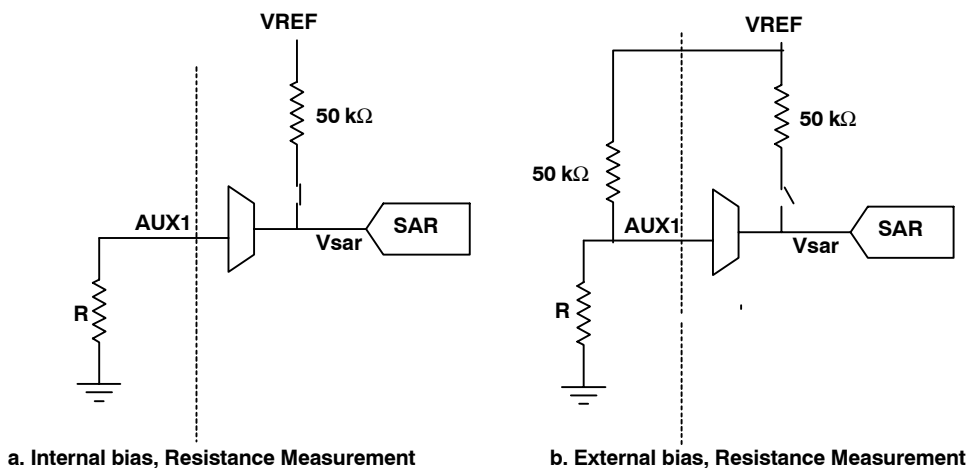 VREF
50 kΩ
AUX1
Vsar
SAR
R
a. Internal bias, Resistance Measurement
VREF
50 kΩ
50 kΩ
AUX1
Vsar
SAR
R
b. External bias, Resistance Measurement